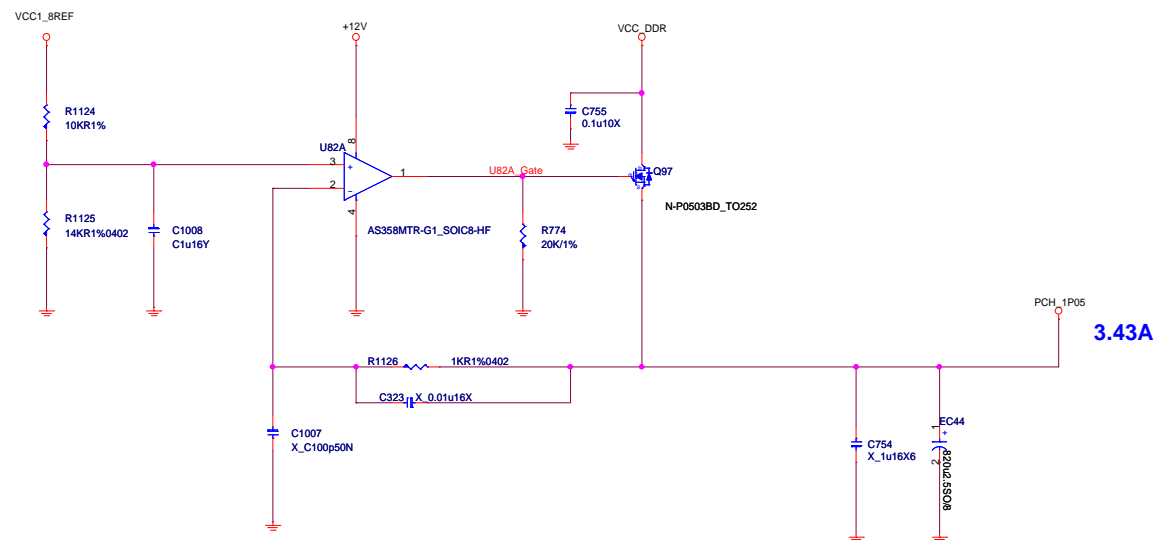 VCC1_8REF
+12V
VCC_DDR
R1124
10KR1%
C755
0.1u10X
U82A
8
3
+
1
U82A_Gate
Q97
2
-
N-P0503BD_TO252
4
R1125
14KR1%0402
C1008
C1u16Y
AS358MTR-G1_SOIC8-HF
R774
20K/1%
PCH_1P05
3.43A
R1126
1KR1%0402
C323
X_0.01u16X
C1007
X_C100p50N
C754
X_1u16X6
1
EC44
+
2
820u2.5SO/8